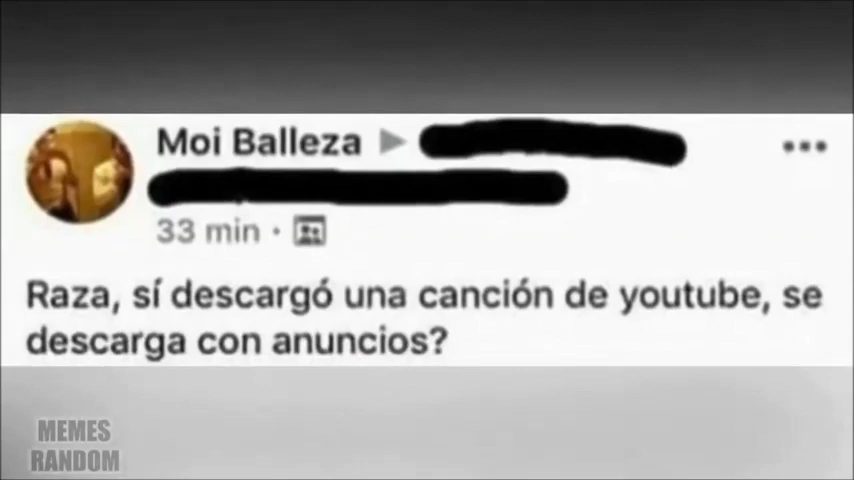 Moi Balleza
33 min
Raza, sí descargó una canción de youtube, se
descarga con anuncios?
MEMES
RANDOM